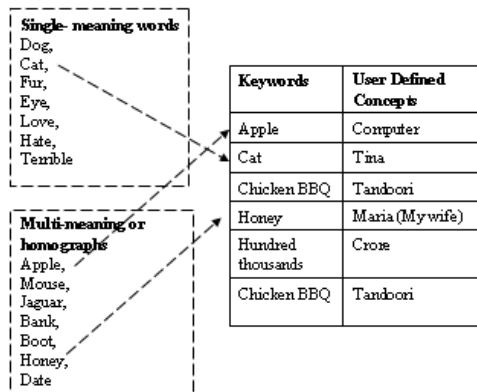 Single- meaning words
Dog,
Cat,
Fur,
Eye,
Love,
Hate,
Terrible
Multi-meaning or
homographs
Apple,
Mouse,
Jaguar,
Bank,
Boot,
Honey,
Date
Keywords User Defined
Concepts
Apple Computer
Cat Tina
Chicken BBQ Tandoori
Honey Maria (My wife)
Hundred Crore
thousands
Chicken BBQ Tandoori